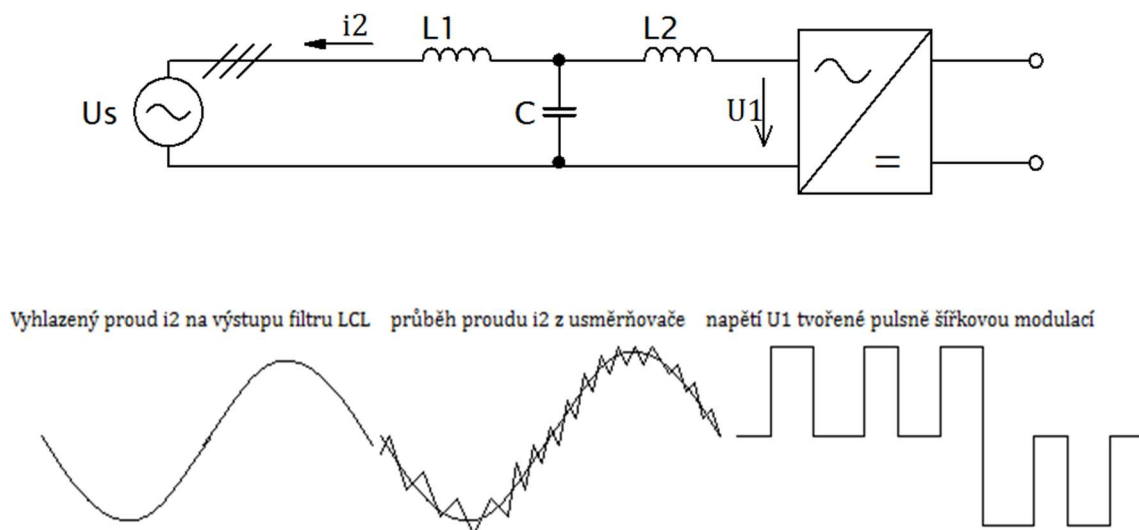 i2
L1
L2
Us
C
U1
Vyhlazený proud i2 na výstupu filtru LCL
průběh proudu i2 z usměrňovače
napětí U1 tvořené pulsně šířkovou modulací